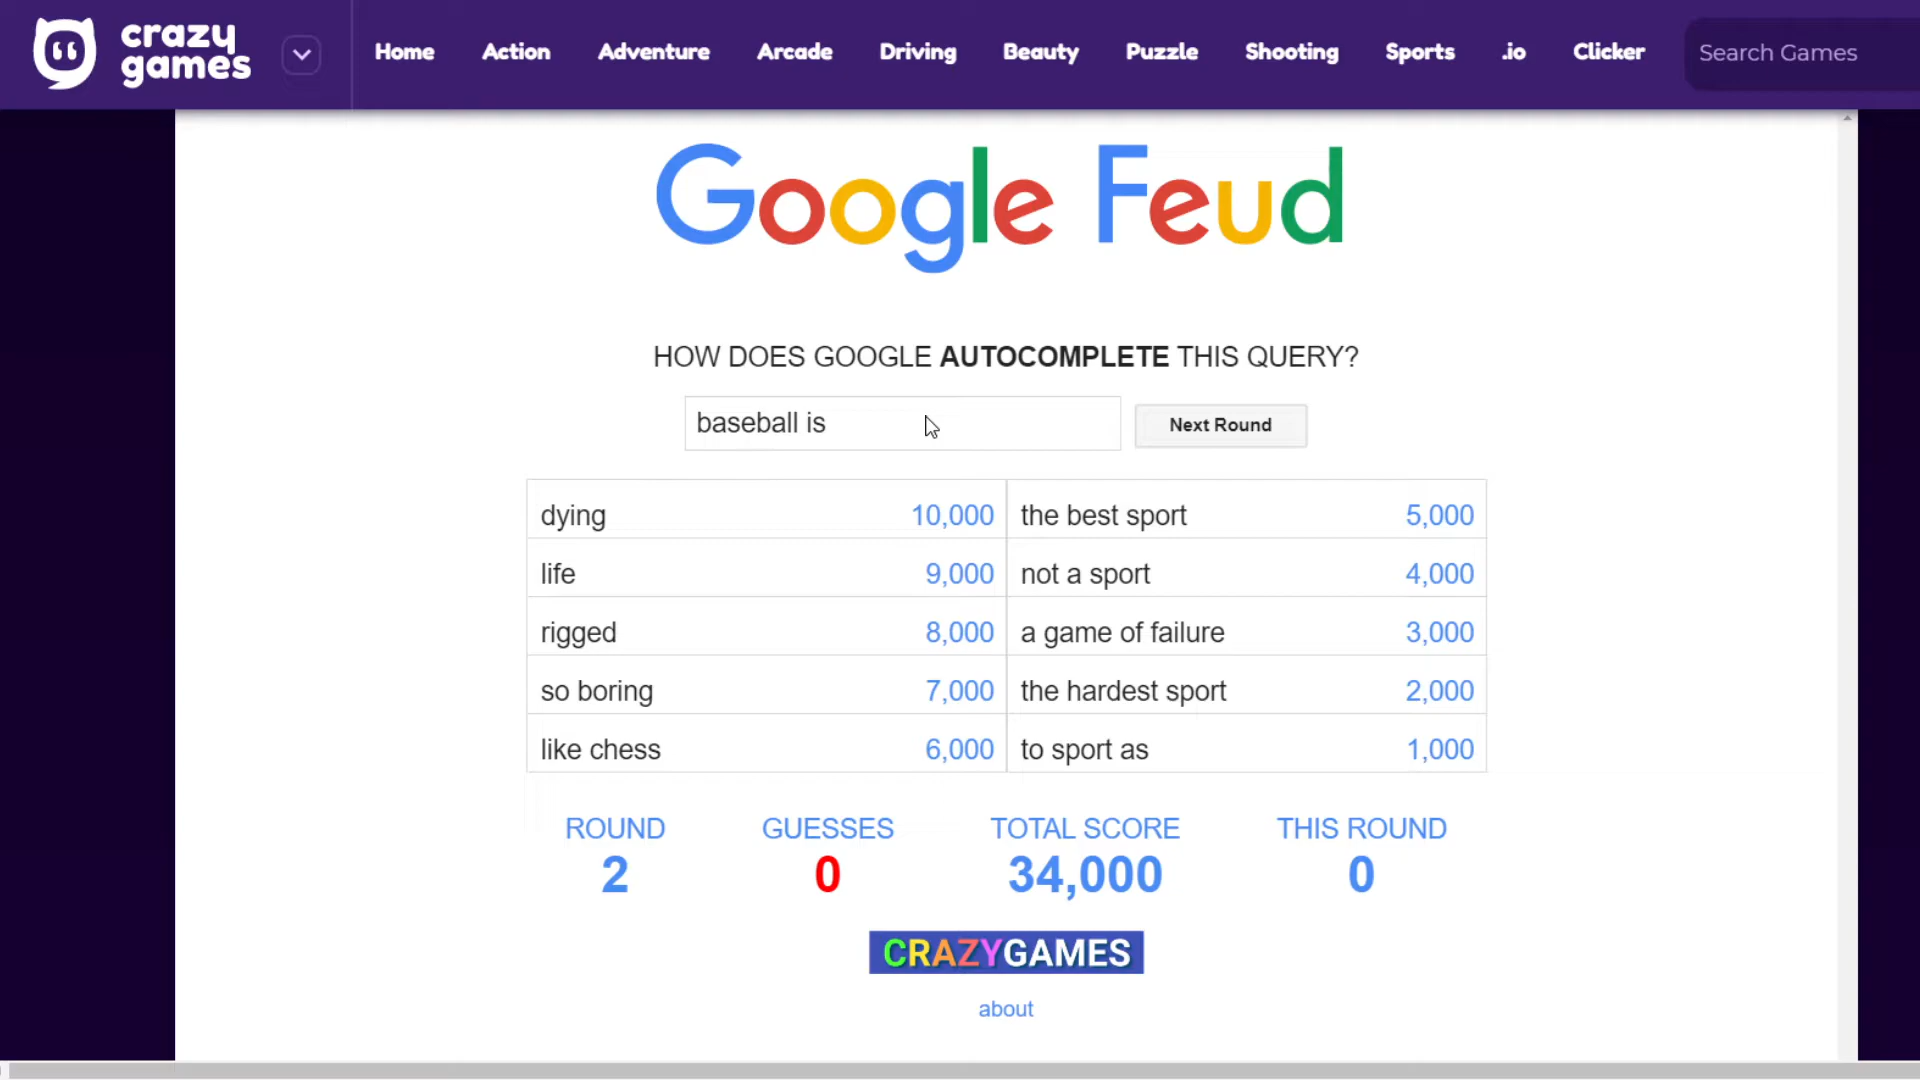 crazy games
Home Action Adventure Arcade Driving Beauty Puzzle Shooting Sports .io Clicker Search Games
Google Feud
HOW DOES GOOGLE AUTOCOMPLETE THIS QUERY?
baseball is Next Round
dying 10,000 the best sport 5,000
life 9,000 not a sport 4,000
rigged 8,000 a game of failure 3,000
so boring 7,000 the hardest sport 2,000
like chess 6,000 to sport as 1,000
ROUND GUESSES TOTAL SCORE THIS ROUND
2 0 34,000 0
CRAZYGAMES
about